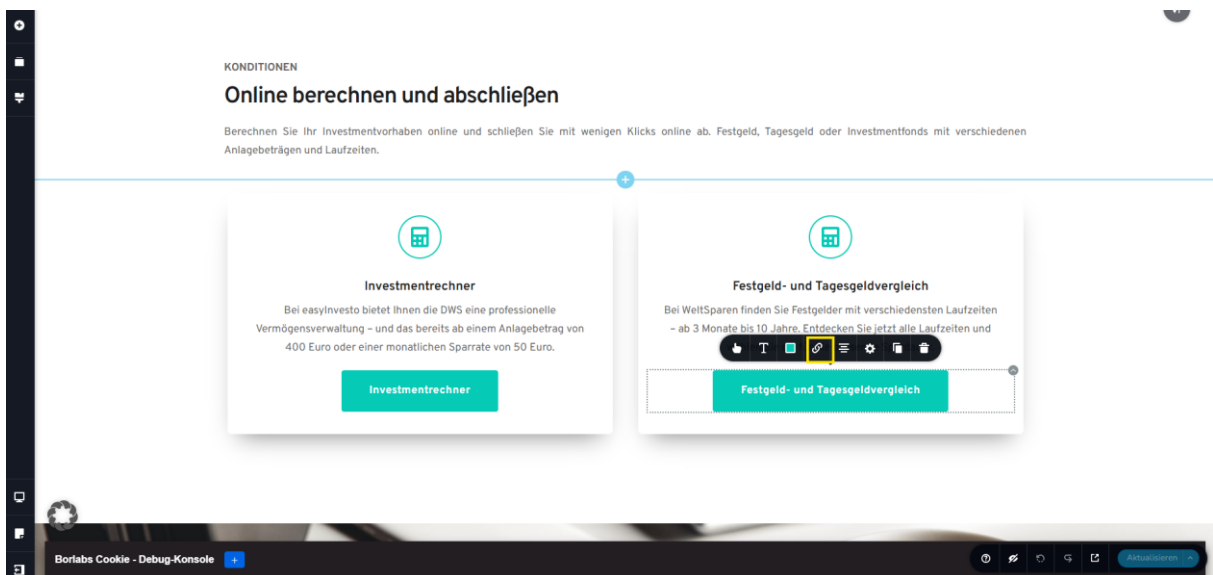 KONDITIONEN
Online berechnen und abschließen
Berechnen Sie Ihr Investmentvorhaben online und schließen Sie mit wenigen Klicks online ab. Festgeld, Tagesgeld oder Investmentfonds mit verschiedenen
Anlagebeträgen und Laufzeiten.
Investmentrechner
Bei easyInvesto bietet Ihnen die DWS eine professionelle
Vermögensverwaltung – und das bereits ab einem Anlagebetrag von
400 Euro oder einer monatlichen Sparrate von 50 Euro.
Investmentrechner
Festgeld- und Tagesgeldvergleich
Bei WeltSparen finden Sie Festgelder mit verschiedensten Laufzeiten
– ab 3 Monate bis 10 Jahre. Entdecken Sie jetzt alle Laufzeiten und
T
Festgeld- und Tagesgeldvergleich
Borlabs Cookie - Debug-Konsole
Aktualisieren